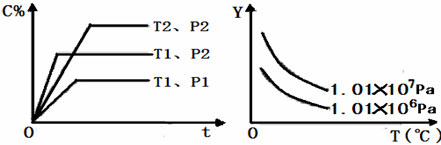 C%
T2、P2
T1、P2
T1、P1
O
t
Y
1.01×10⁷Pa
1.01×10⁶Pa
O
T(℃)